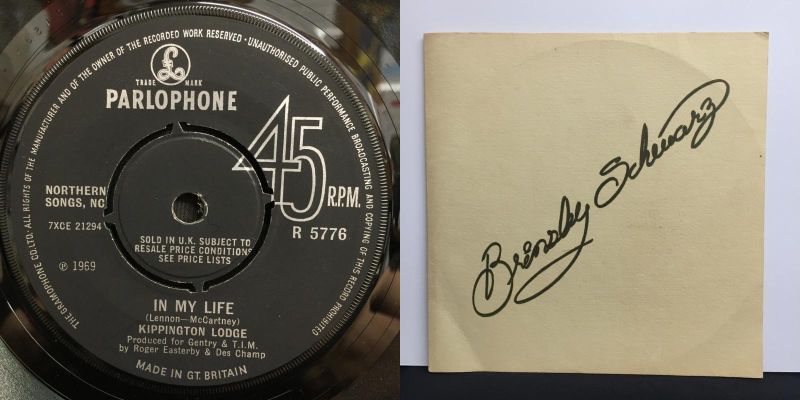 THE GRAMOPHONE CO. LTD. ALL RIGHTS OF THE MANUFACTURER AND OF THE OWNER OF THE RECORDED WORK RESERVED · UNAUTHORISED PUBLIC PERFORMANCE BROADCASTING AND COPYING OF THIS RECORD PROHIBITED
£
TRADE MARK
PARLOPHONE
45
R.P.M.
NORTHERN
SONGS, NC
7XCE 21294
R 5776
SOLD IN U.K. SUBJECT TO
RESALE PRICE CONDITIONS
SEE PRICE LISTS
℗ 1969
IN MY LIFE
(Lennon—McCartney)
KIPPINGTON LODGE
Produced for Gentry & T.I.M.
by Roger Easterby & Des Champ
MADE IN GT. BRITAIN
Brinsley Schwarz